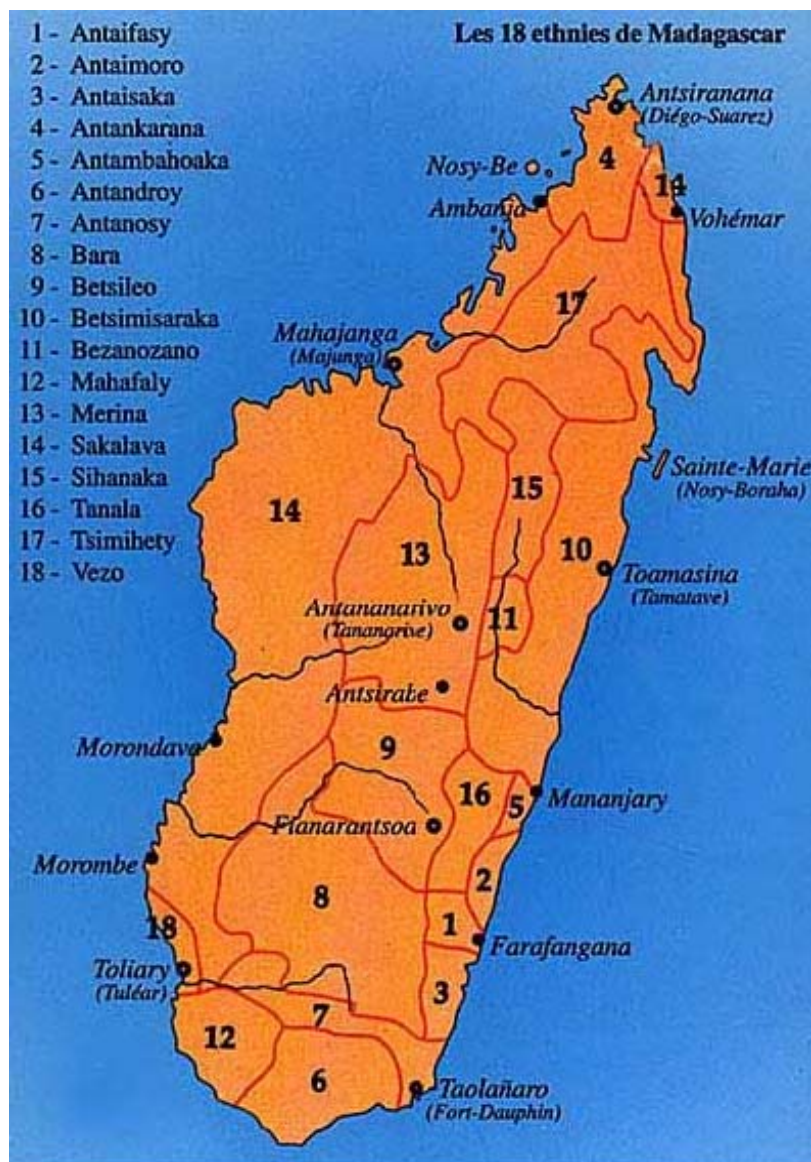 1 - Antaifasy
2 - Antaimoro
3 - Antaisaka
4 - Antankarana
5 - Antambahoaka
6 - Antandroy
7 - Antanosy
8 - Bara
9 - Betsileo
10 - Betsimisaraka
11 - Bezanozano
12 - Mahafaly
13 - Merina
14 - Sakalava
15 - Sihanaka
16 - Tanala
17 - Tsimihety
18 - Vezo
Les 18 ethnies de Madagascar
Antsiranana
(Diégo-Suarez)
4
Nosy-Be
14
Ambanja
Vohémar
17
Mahajanga
(Majunga)
Sainte-Marie
(Nosy-Boraha)
15
14
13
10
Toamasina
(Tamatave)
Antananarivo
(Tananarive)
11
Antsirabe
Morondava
9
16
5
Mananjary
Fianarantsoa
Morombe
2
8
18
1
Farafangana
Toliary
(Tuléar)
3
7
12
6
Taolañaro
(Fort-Dauphin)